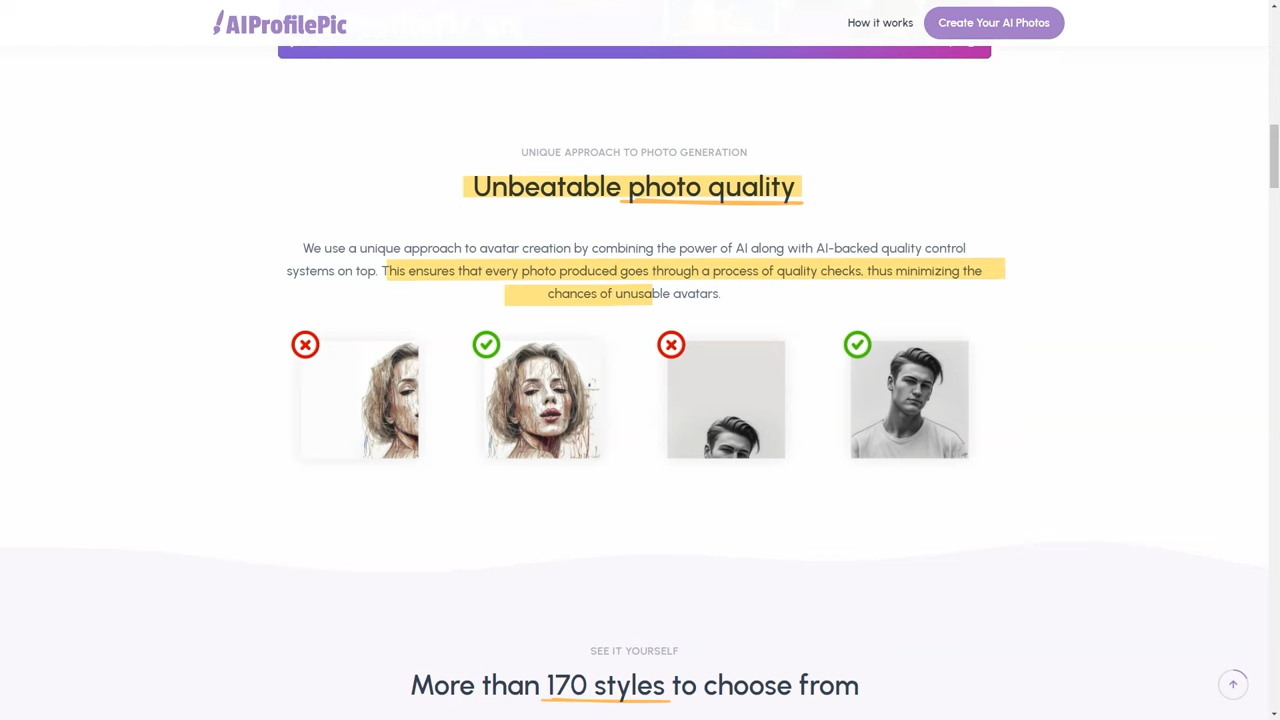 AIProfilePic
How it works
Create Your AI Photos
UNIQUE APPROACH TO PHOTO GENERATION
Unbeatable photo quality
We use a unique approach to avatar creation by combining the power of AI along with AI-backed quality control
systems on top. This ensures that every photo produced goes through a process of quality checks, thus minimizing the
chances of unusable avatars.
SEE IT YOURSELF
More than 170 styles to choose from